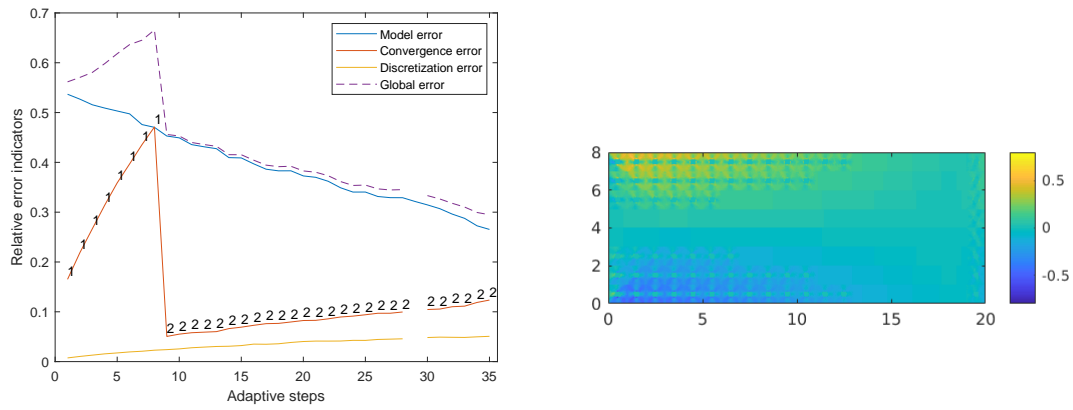 Relative error indicators
0.7
0.6
0.5
0.4
0.3
0.2
0.1
0
Model error
Convergence error
Discretization error
Global error
1
1
1
1
1
1
1
1
2 2 2 2 2 2 2 2 2 2 2 2 2 2 2 2 2 2 2 2 2 2 2 2 2 2
0 5 10 15 20 25 30 35
Adaptive steps
8
6
4
2
0
0 5 10 15 20
0.5
0
-0.5